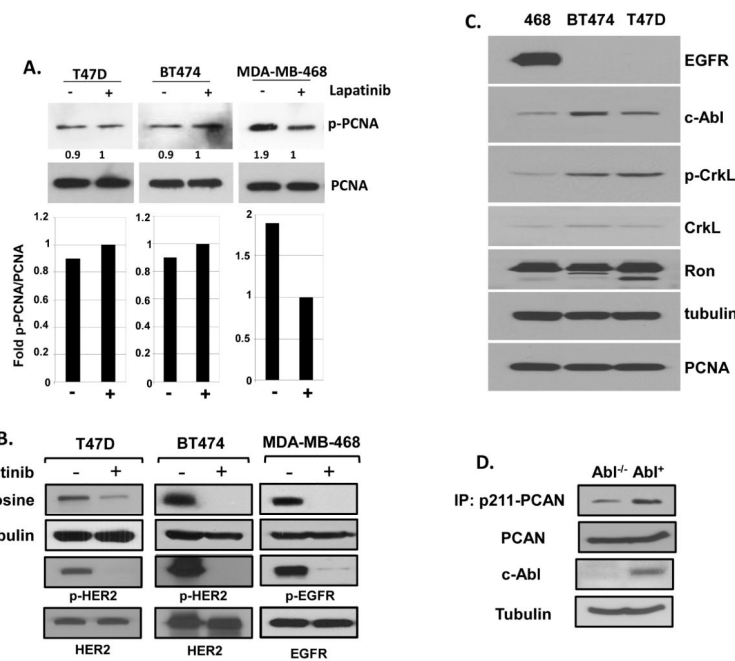 A.
T47D BT474 MDA-MB-468
- + - + - + Lapatinib
p-PCNA
0.9 1 0.9 1 1.9 1
PCNA
Fold p-PCNA/PCNA
1.2
1
0.8
0.6
0.4
0.2
0
- +
1.2
1
0.8
0.6
0.4
0.2
0
- +
2
1.5
1
0.5
0
- +
B.
T47D BT474 MDA-MB-468
tinib - + - + - +
osine
bulin
p-HER2 p-HER2 p-EGFR
HER2 HER2 EGFR
C.
468 BT474 T47D
EGFR
c-Abl
p-CrkL
CrkL
Ron
tubulin
PCNA
D.
Abl-/- Abl+
IP: p211-PCAN
PCAN
c-Abl
Tubulin